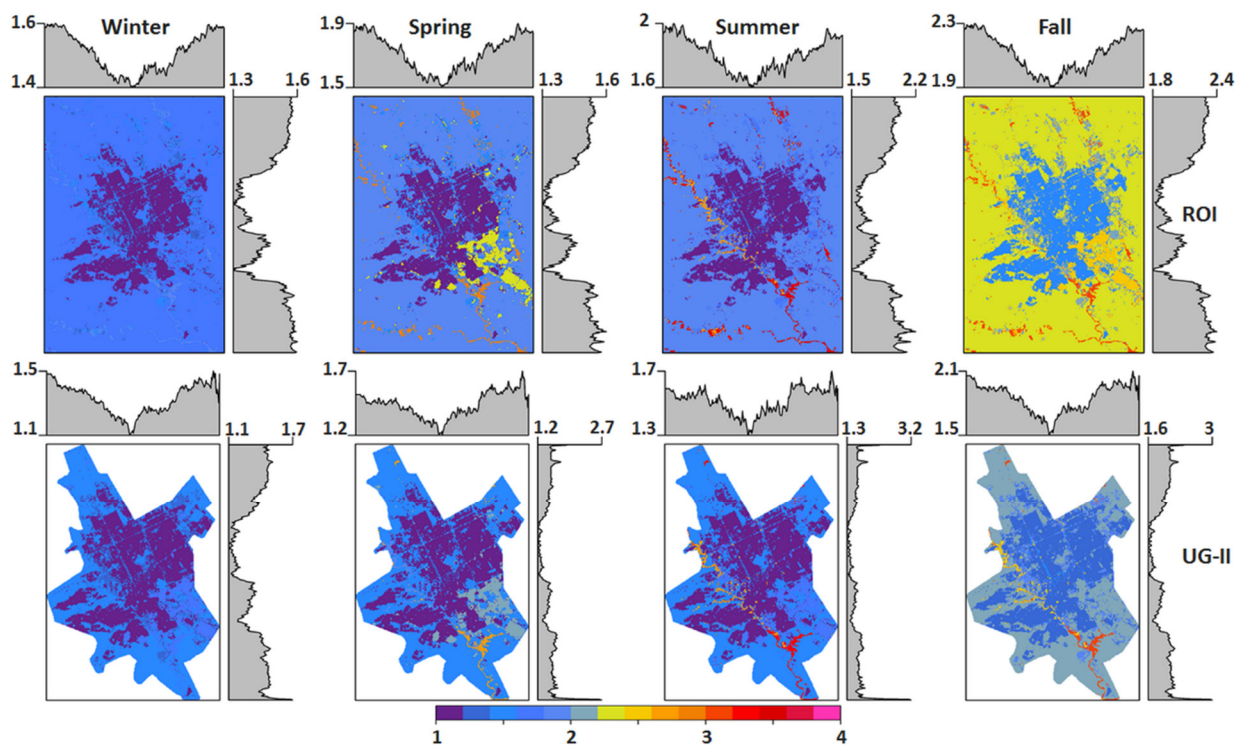 Winter Spring Summer Fall
1.6 1.9 2 2.3
1.4 1.3 1.6 1.5 1.3 1.6 1.6 1.5 2.2 1.9 1.8 2.4
ROI
1.5 1.7 1.7 2.1
1.1 1.1 1.7 1.2 1.2 2.7 1.3 1.3 3.2 1.5 1.6 3
UG-II
1 2 3 4